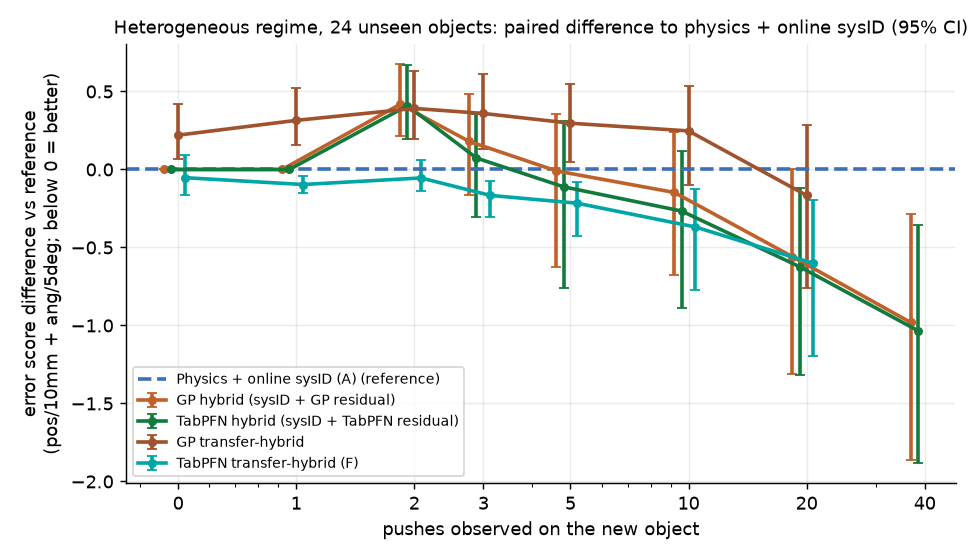 Heterogeneous regime, 24 unseen objects: paired difference to physics + online sysID (95% CI)
error score difference vs reference
(pos/10mm + ang/5deg; below 0 = better)
0.5
0.0
−0.5
−1.0
−1.5
−2.0
Physics + online sysID (A) (reference)
GP hybrid (sysID + GP residual)
TabPFN hybrid (sysID + TabPFN residual)
GP transfer-hybrid
TabPFN transfer-hybrid (F)
0 1 2 3 5 10 20 40
pushes observed on the new object